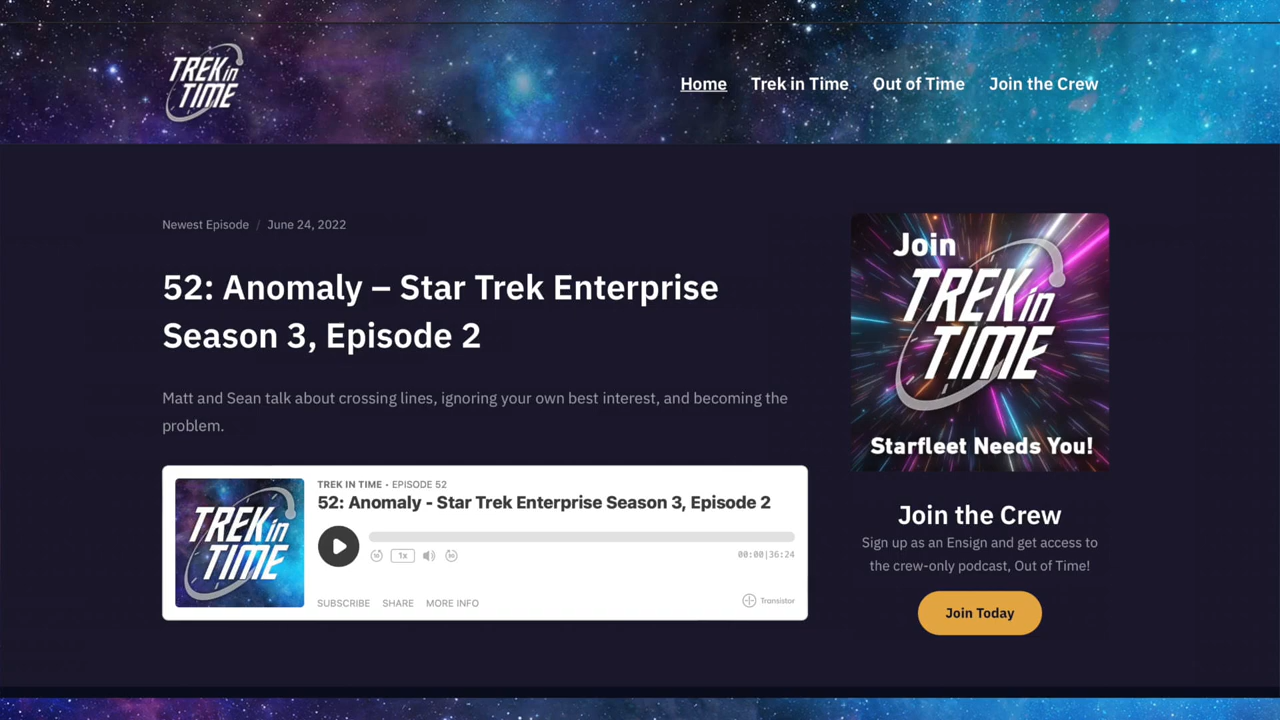 TREK in
TIME
Home Trek in Time Out of Time Join the Crew
Newest Episode / June 24, 2022
52: Anomaly – Star Trek Enterprise
Season 3, Episode 2
Matt and Sean talk about crossing lines, ignoring your own best interest, and becoming the
problem.
TREK in
TIME
TREK IN TIME • EPISODE 52
52: Anomaly - Star Trek Enterprise Season 3, Episode 2
1x
00:00|36:24
SUBSCRIBE SHARE MORE INFO
Transistor
Join
TREK in
TIME
Starfleet Needs You!
Join the Crew
Sign up as an Ensign and get access to
the crew-only podcast, Out of Time!
Join Today